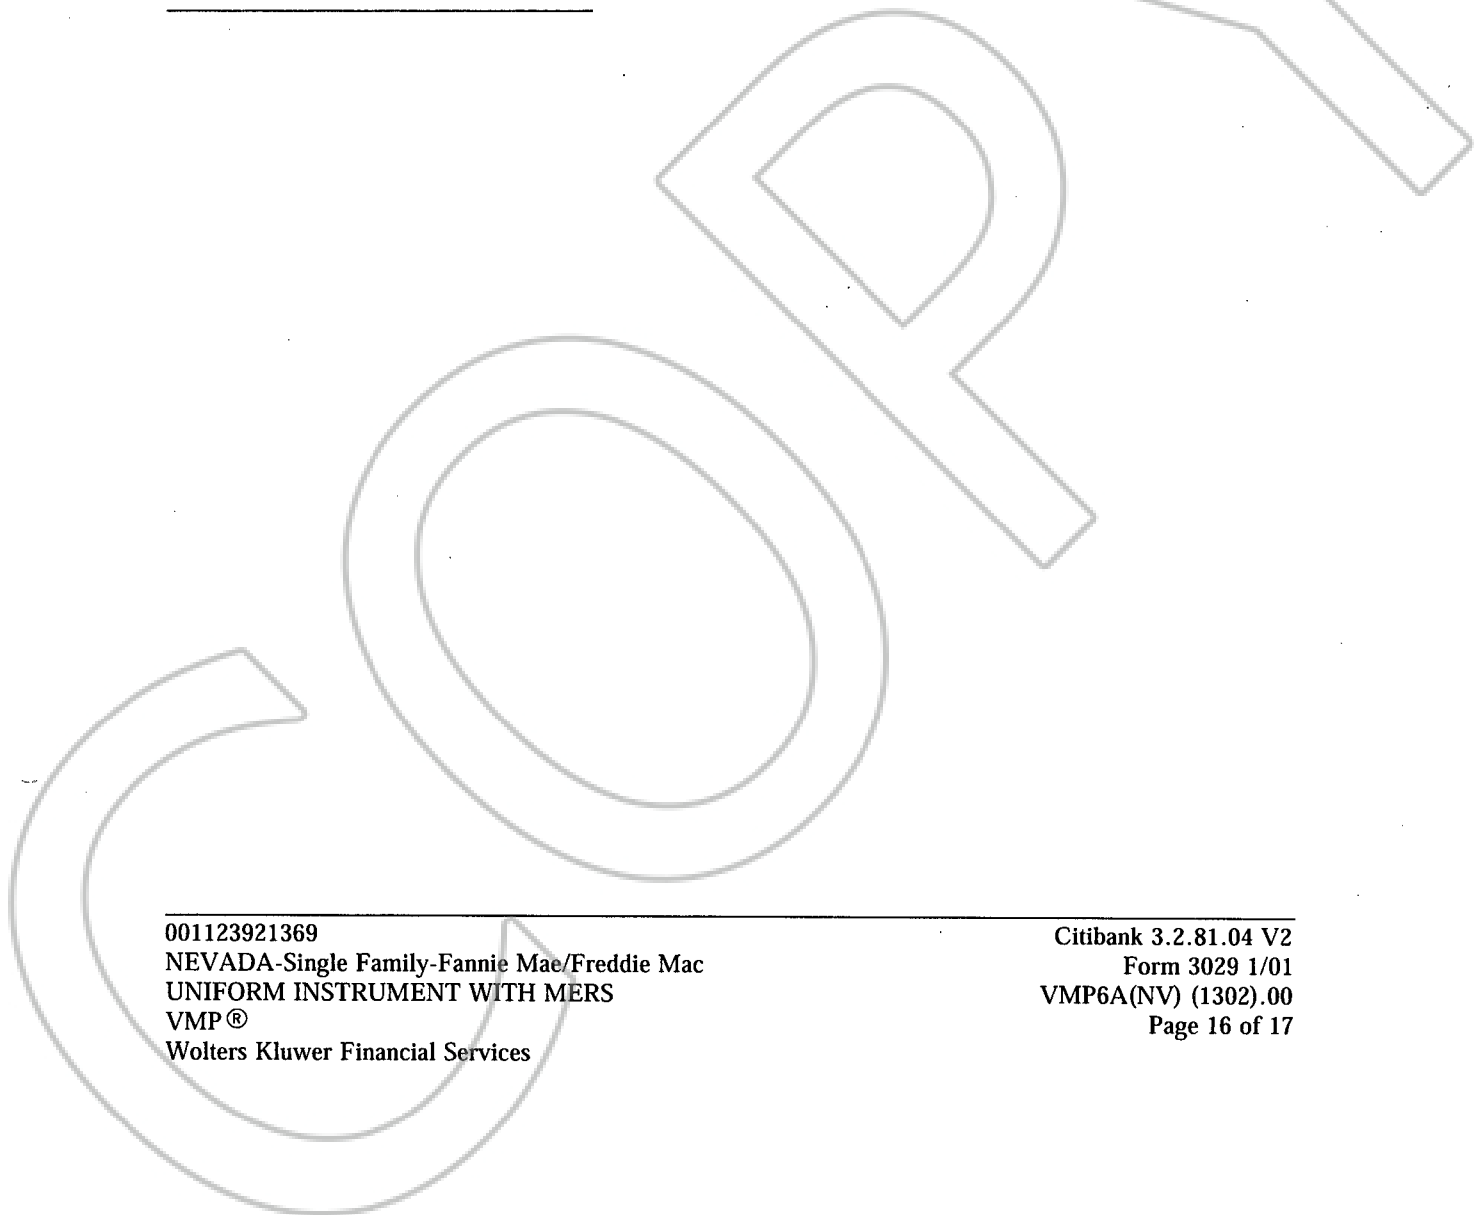 COPY
001123921369
NEVADA-Single Family-Fannie Mae/Freddie Mac
UNIFORM INSTRUMENT WITH MERS
VMP®
Wolters Kluwer Financial Services
Citibank 3.2.81.04 V2
Form 3029 1/01
VMP6A(NV) (1302).00
Page 16 of 17